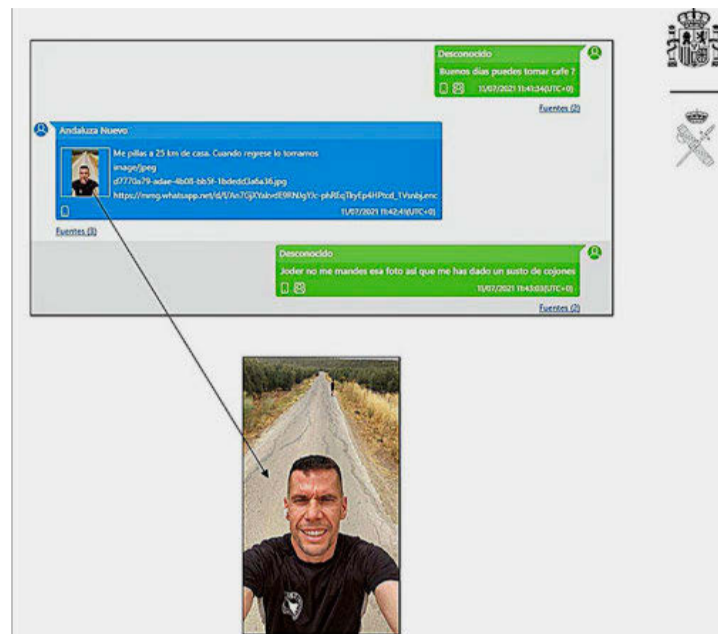 Desconocido
Buenos días puedes tomar cafe ?
11/07/2021 11:41:34(UTC+0)
Fuentes (2)
Andaluza Nuevo
Me pillas a 25 km de casa. Cuando regrese lo tomamos
image/jpeg
11/07/2021 11:42:41(UTC+0)
Fuentes (3)
Desconocido
Joder no me mandes esa foto así que me has dado un susto de cojones
11/07/2021 11:43:03(UTC+0)
Fuentes (2)